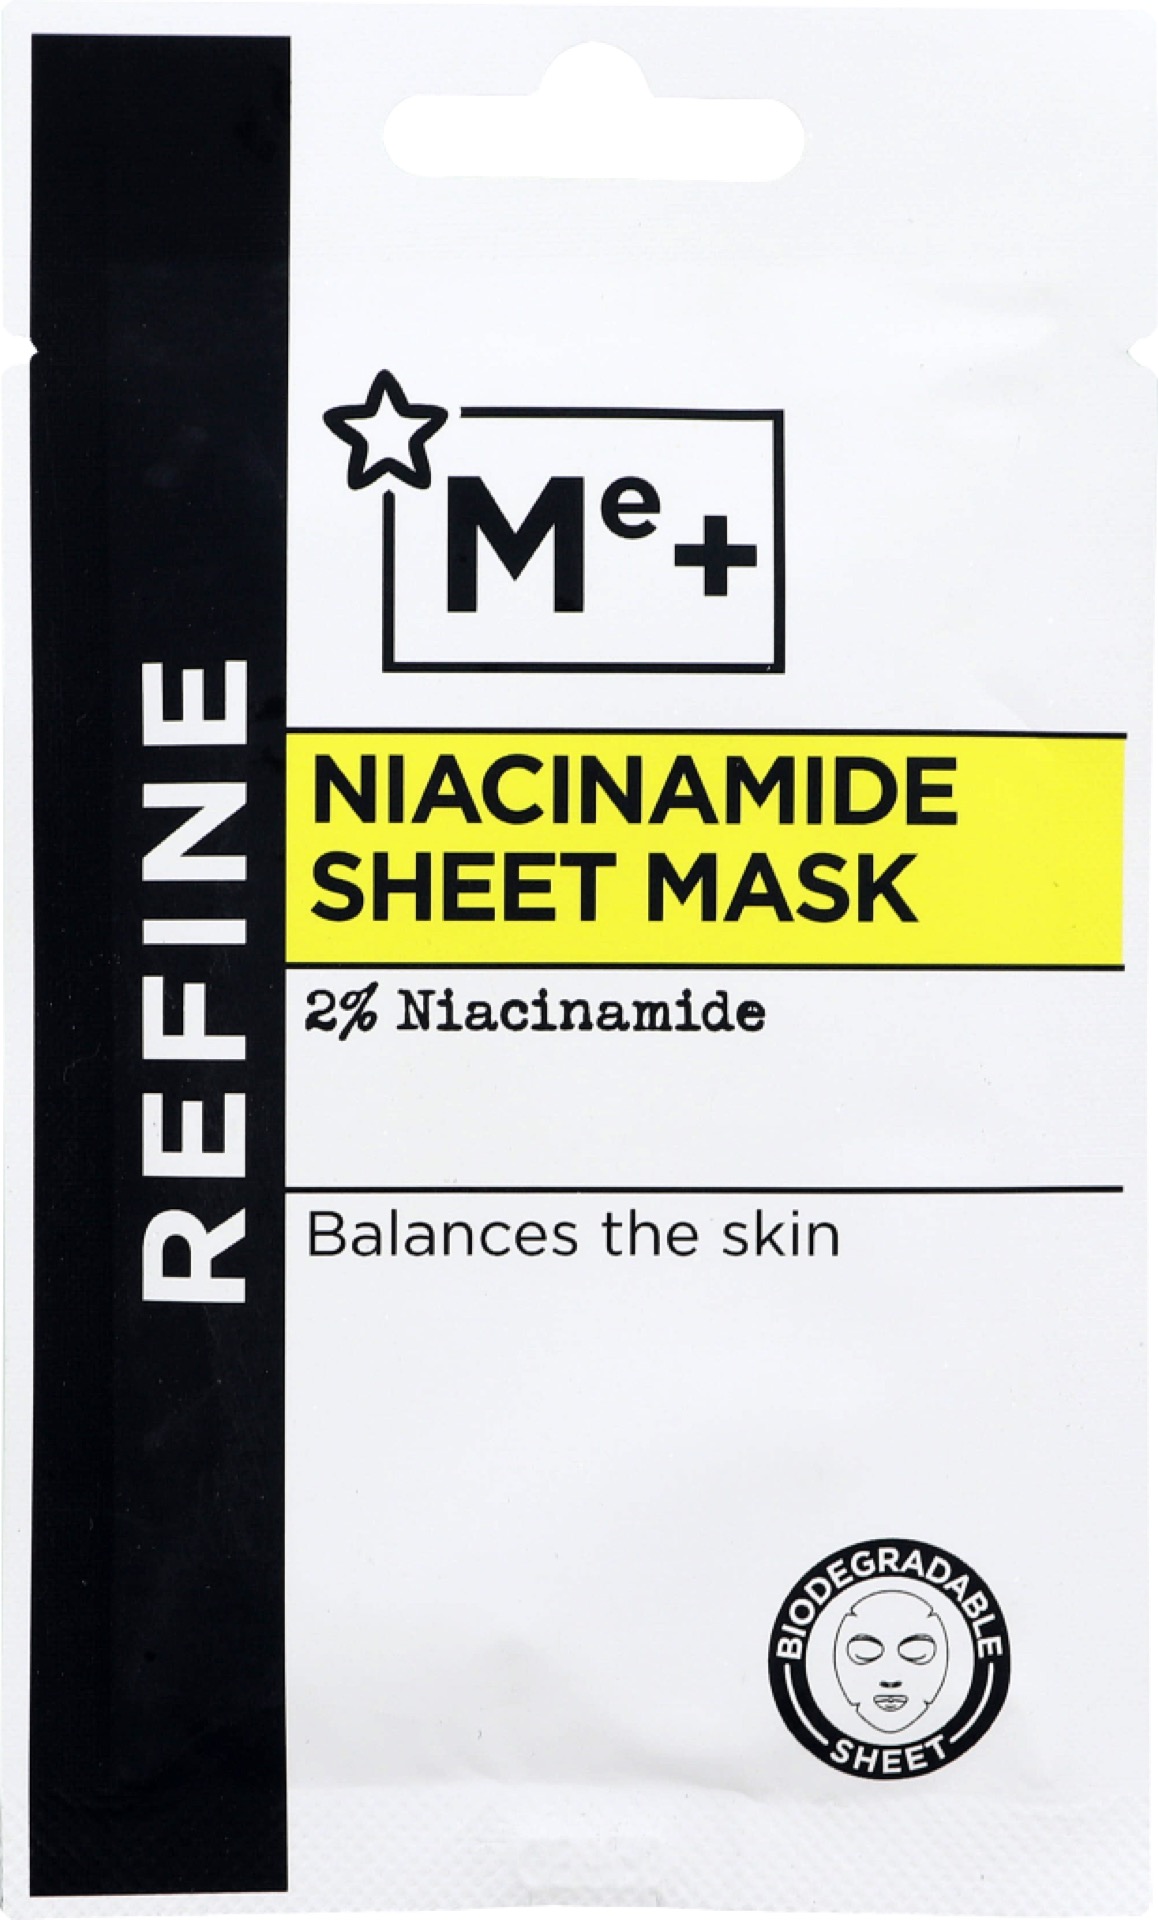 REFINE
Me+
NIACINAMIDE
SHEET MASK
2% Niacinamide
Balances the skin
BIODEGRADABLE
SHEET